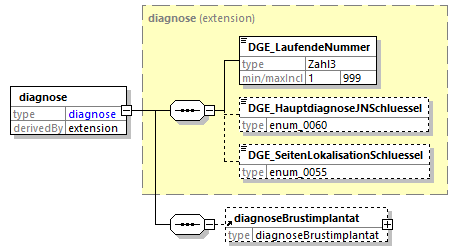 diagnose (extension)
DGE_LaufendeNummer
type Zahl3
min/maxIncl 1 999
diagnose
type diagnose
derivedBy extension
DGE_HauptdiagnoseJNSchluessel
type enum_0060
DGE_SeitenLokalisationSchluessel
type enum_0055
diagnoseBrustimplantat
type diagnoseBrustimplantat